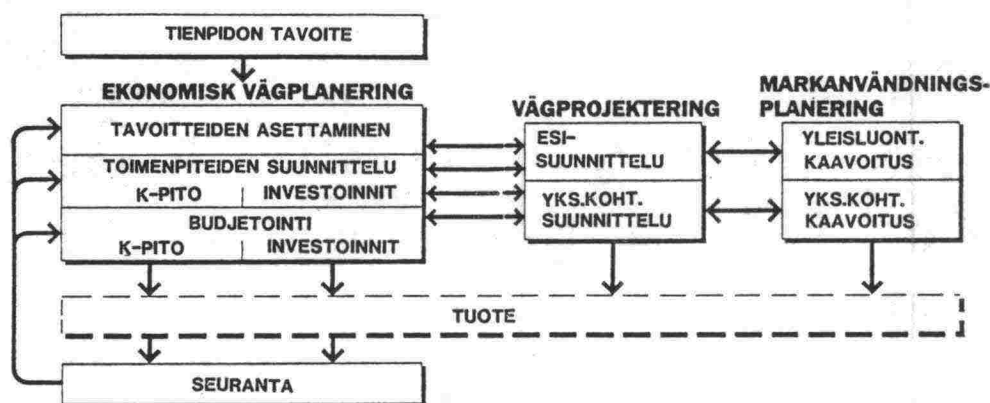 TIENPIDON TAVOITE
EKONOMISK VÄGPLANERING
TAVOITTEIDEN ASETTAMINEN
TOIMENPITEIDEN SUUNNITTELU
K-PITO INVESTOINNIT
BUDJETOINTI
K-PITO INVESTOINNIT
VÄGPROJEKTERING
ESI-
SUUNNITTELU
YKS.KOHT.
SUUNNITTELU
MARKANVÄNDNINGS-
PLANERING
YLEISLUONT.
KAAVOITUS
YKS.KOHT.
KAAVOITUS
TUOTE
SEURANTA